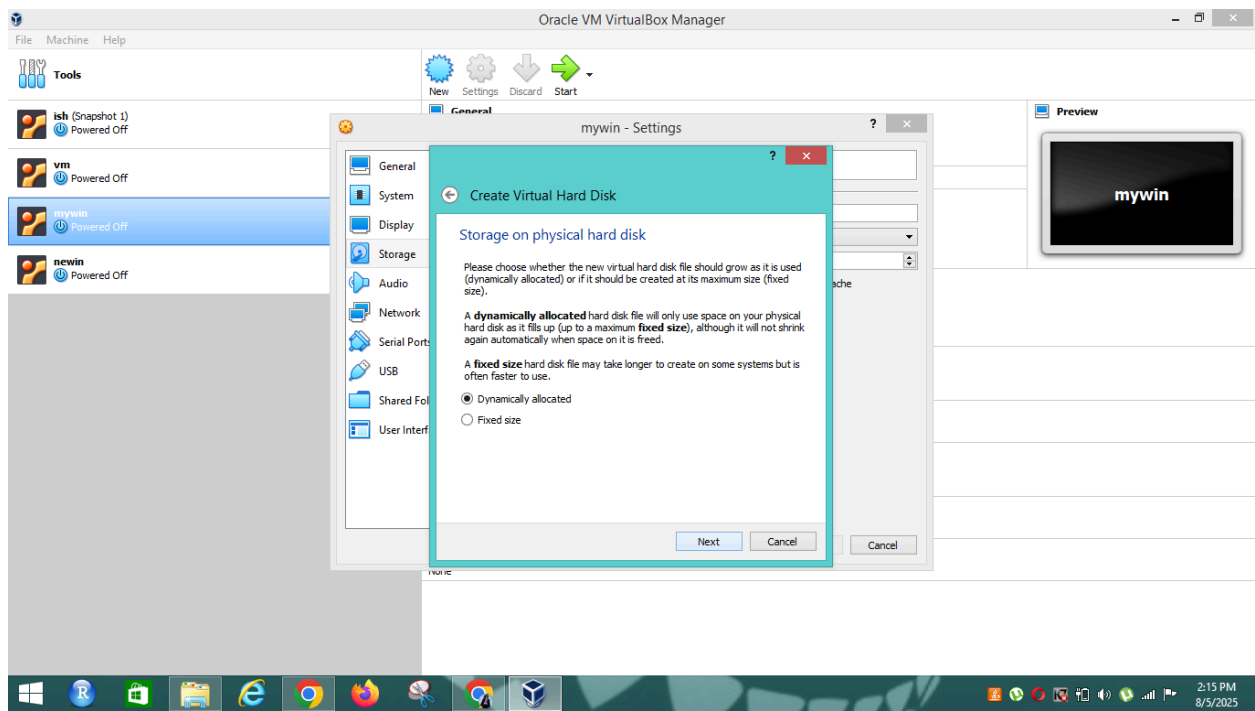 Oracle VM VirtualBox Manager
File Machine Help
Tools
New Settings Discard Start
ish (Snapshot 1)
Powered Off
vm
Powered Off
mywin
Powered Off
newin
Powered Off
General
Preview
mywin
mywin - Settings
?
General
System
Display
Storage
Audio
Network
Serial Ports
USB
Shared Fol
User Interf
?
Create Virtual Hard Disk
Storage on physical hard disk
Please choose whether the new virtual hard disk file should grow as it is used
(dynamically allocated) or if it should be created at its maximum size (fixed
size).
A dynamically allocated hard disk file will only use space on your physical
hard disk as it fills up (up to a maximum fixed size), although it will not shrink
again automatically when space on it is freed.
A fixed size hard disk file may take longer to create on some systems but is
often faster to use.
Dynamically allocated
Fixed size
Next Cancel
ache
Cancel
None
2:15 PM
8/5/2025